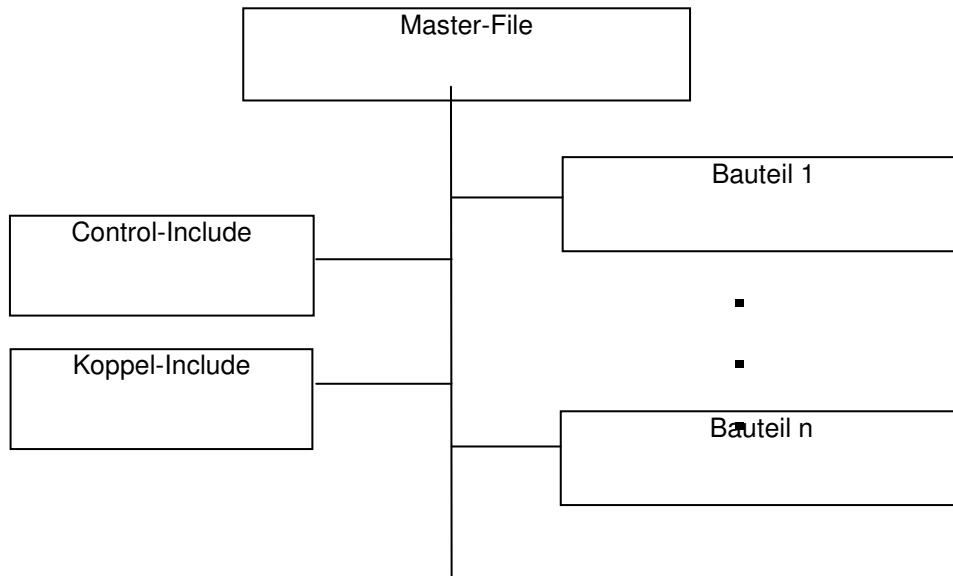 Master-File
Bauteil 1
Control-Include
Koppel-Include
Bauteil n